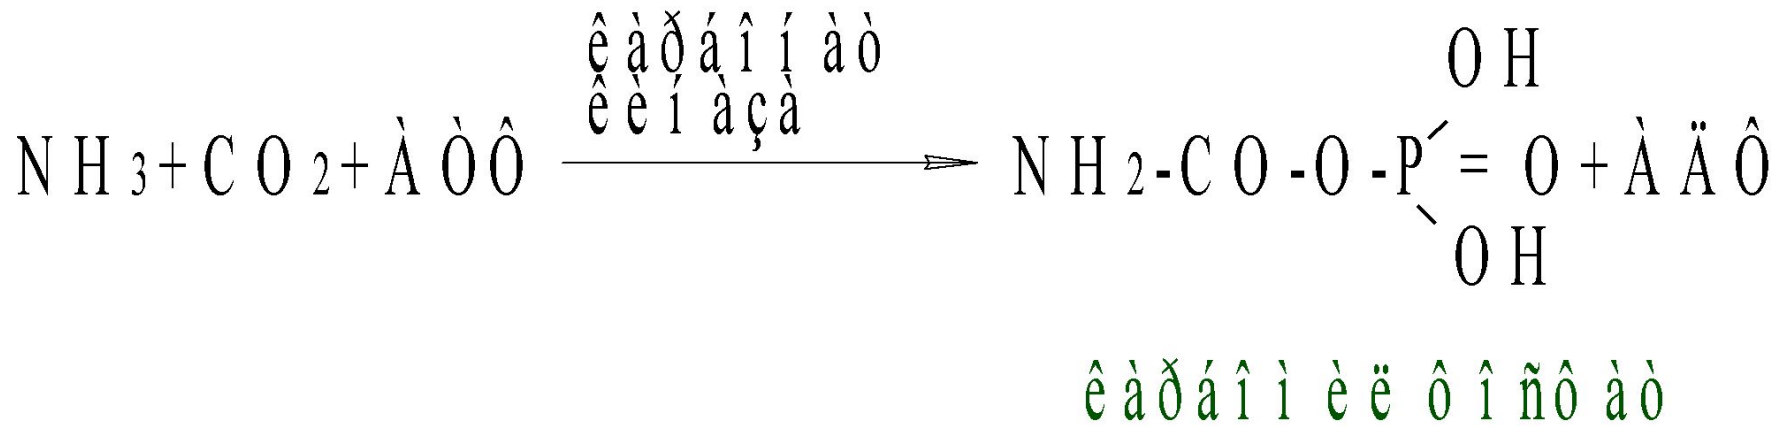 êàðáîíàò
êèíàçà
OH
NH3+CO2+ÀÒÔ NH2-CO-O-P=O+ÀÄÔ
OH
êàðáîìèë ôîñôàò